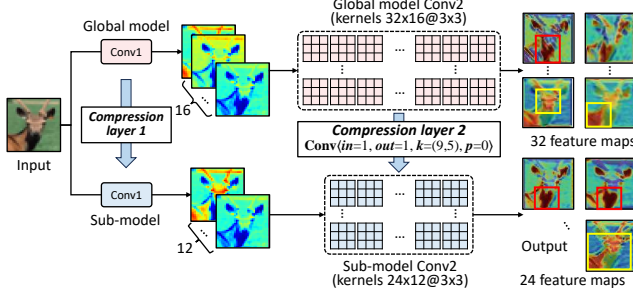 Global model
Conv1
16
Global model Conv2
(kernels 32x16@3x3)
...
...
32 feature maps
Compression
layer 1
Compression layer 2
Conv⟨in=1, out=1, k=(9,5), p=0⟩
Input
Conv1
Sub-model
12
...
...
Sub-model Conv2
(kernels 24x12@3x3)
Output
24 feature maps